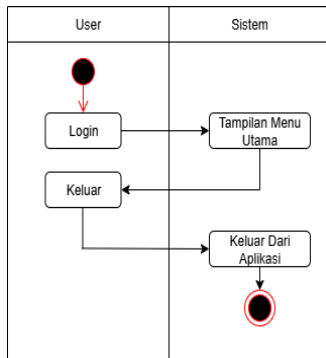 User
Sistem
Login
Tampilan Menu
Utama
Keluar
Keluar Dari
Aplikasi